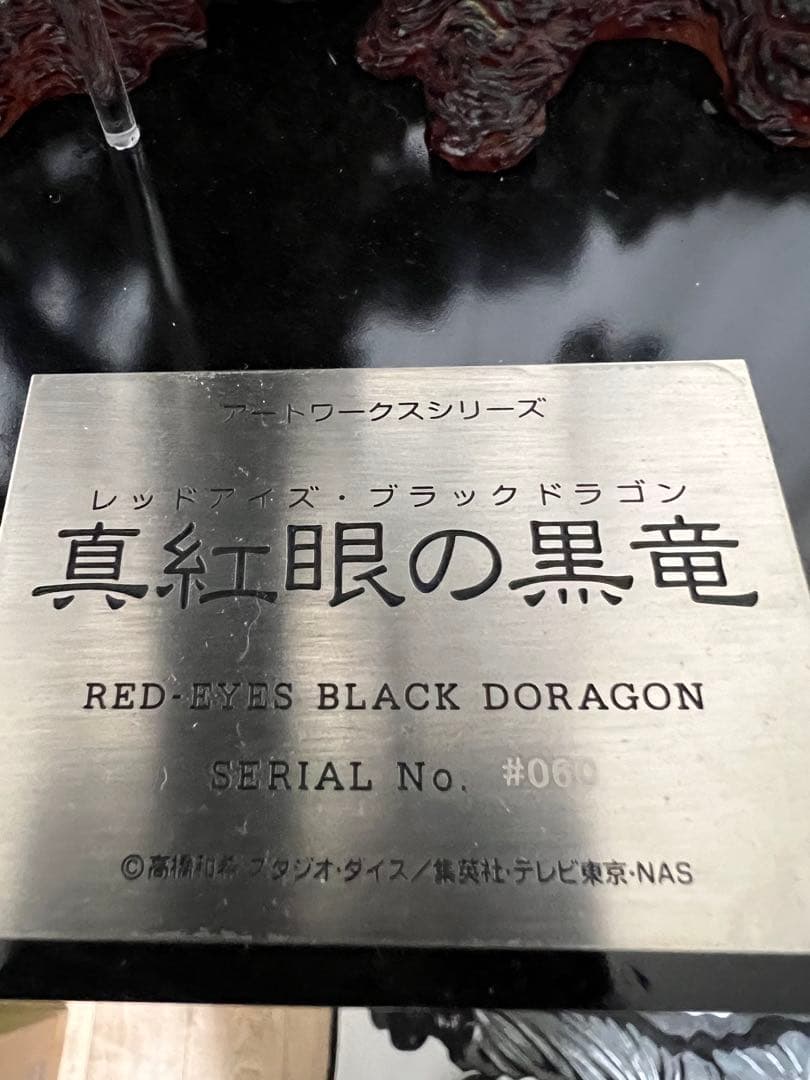 アートワークスシリーズ
レッドアイズ・ブラックドラゴン
真紅眼の黒竜
RED-EYES BLACK DORAGON
SERIAL No.
©高橋和希 スタジオ・ダイス／集英社・テレビ東京・NAS